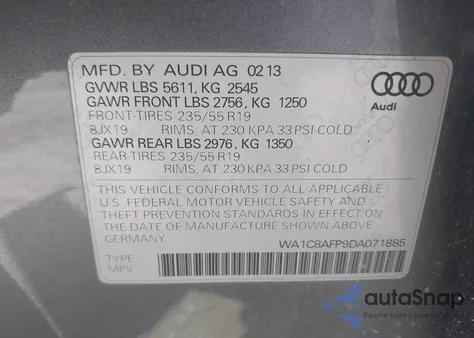 MFD. BY AUDI AG 02 13
GVWR LBS 5611, KG 2545
GAWR FRONT LBS 2756, KG 1250
FRONT-TIRES 235/55 R19
8JX19 RIMS, AT 230 KPA 33 PSI COLD
GAWR REAR LBS 2976, KG 1350
REAR-TIRES 235/55 R19
8JX19 RIMS, AT 230 KPA 33 PSI COLD
Audi
THIS VEHICLE CONFORMS TO ALL APPLICABLE
U.S. FEDERAL MOTOR VEHICLE SAFETY AND
THEFT PREVENTION STANDARDS IN EFFECT ON
THE DATE OF MANUFACTURE SHOWN ABOVE
GERMANY WA1C8AFP9DA071885
TYPE
MPV
autoSnap